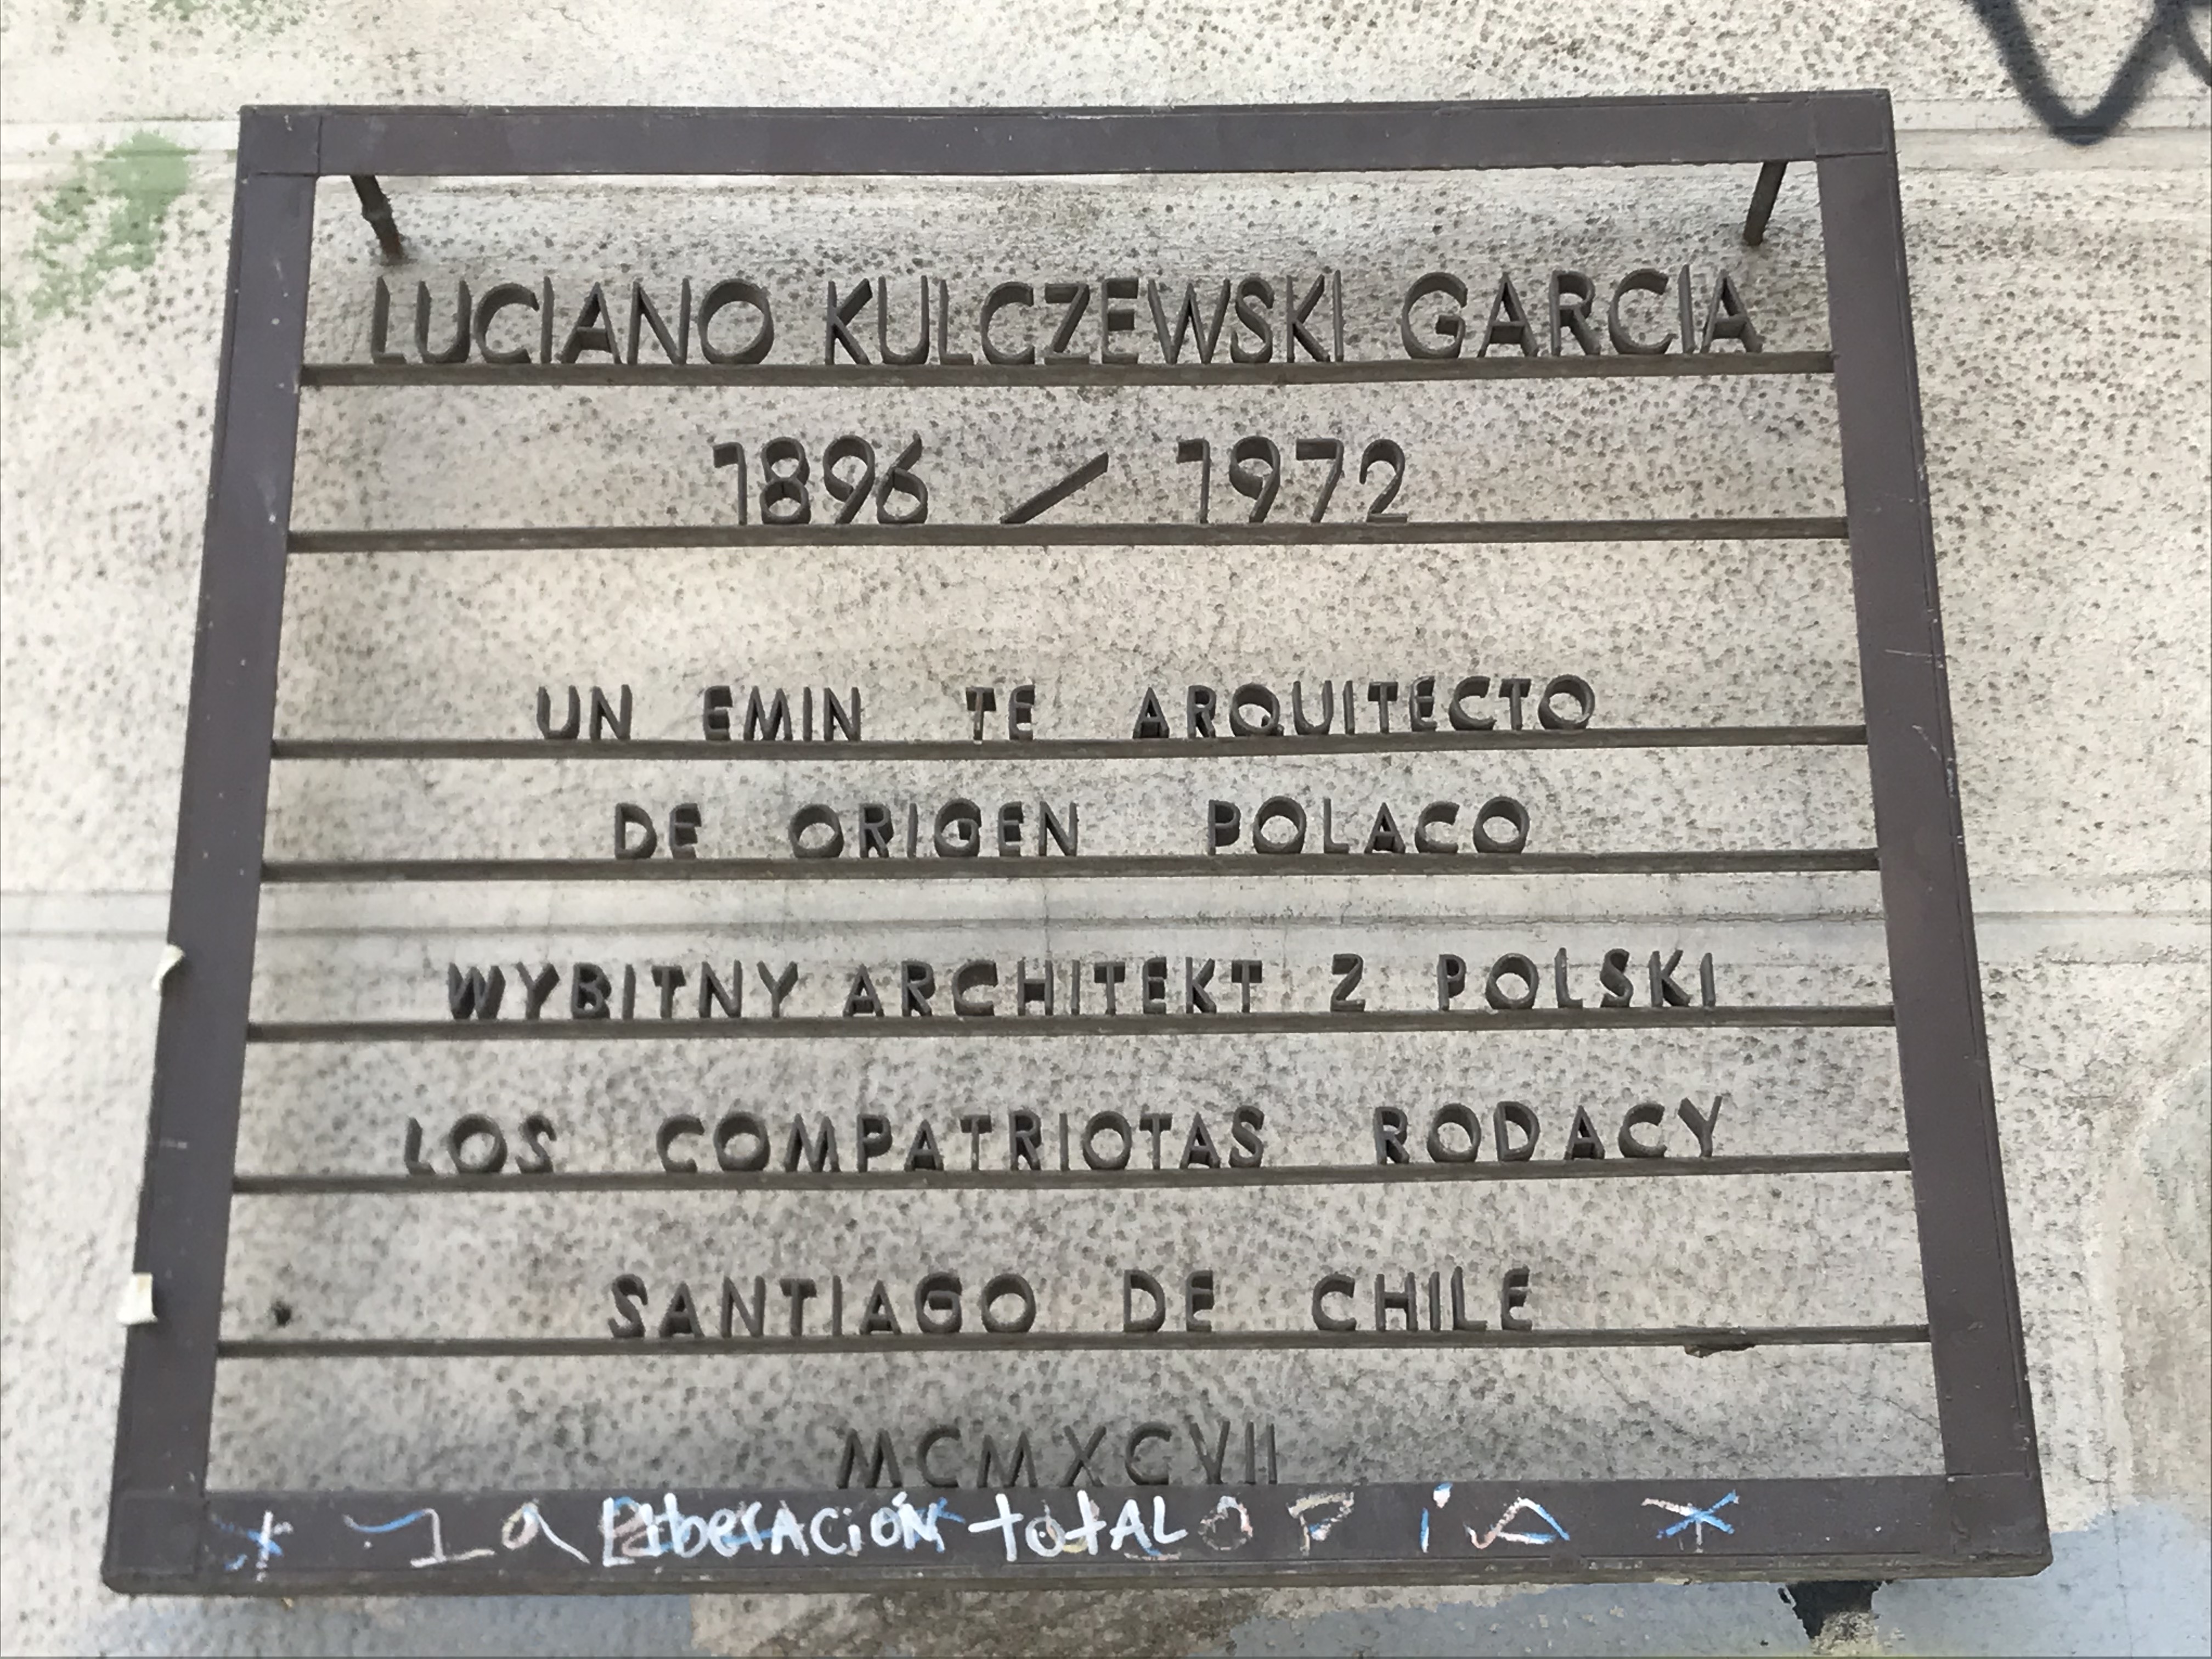 LUCIANO KULCZEWSKI GARCIA
1896 / 1972
UN EMIN TE ARQUITECTO
DE ORIGEN POLACO
WYBITNY ARCHITEKT Z POLSKI
LOS COMPATRIOTAS RODACY
SANTIAGO DE CHILE
MCMXCVII
* La LiberACióN totAL *